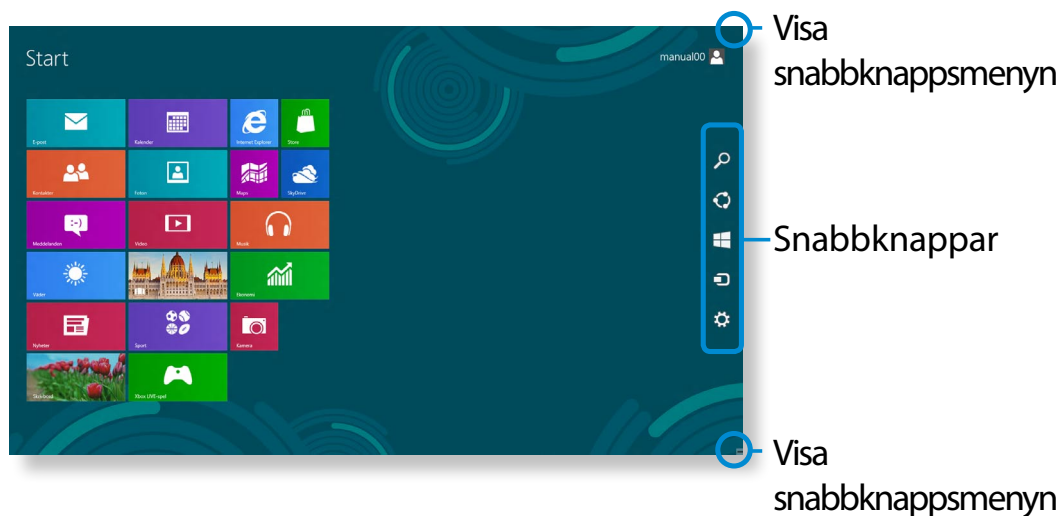 Visa
snabbknappsmenyn
Start
manual00
E-post
Kalender
Internet Explorer
Store
Kontakter
Foton
Maps
SkyDrive
Meddelanden
Video
Musik
Snabbknappar
Väder
Ekonomi
Nyheter
Sport
Kamera
Skrivbord
Xbox LIVE-spel
Visa
snabbknappsmenyn